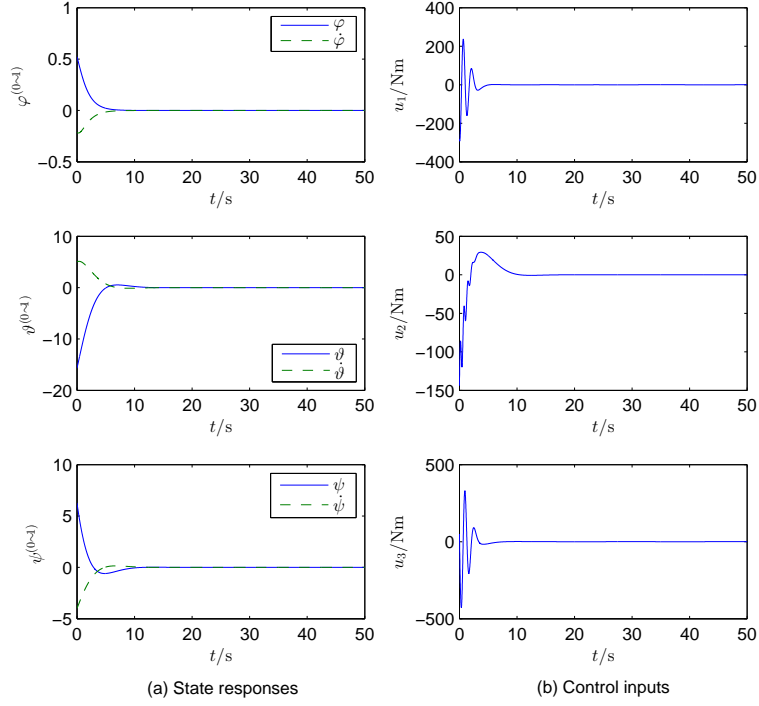 1
0.5
0
−0.5
0 10 20 30 40 50
t/s
φ^(0~1)
φ
φ̇
400
200
0
−200
−400
0 10 20 30 40 50
t/s
u₁/Nm
10
0
−10
−20
0 10 20 30 40 50
t/s
ϑ^(0~1)
ϑ
ϑ̇
50
0
−50
−100
−150
0 10 20 30 40 50
t/s
u₂/Nm
10
5
0
−5
0 10 20 30 40 50
t/s
ψ^(0~1)
ψ
ψ̇
500
0
−500
0 10 20 30 40 50
t/s
u₃/Nm
(a) State responses
(b) Control inputs